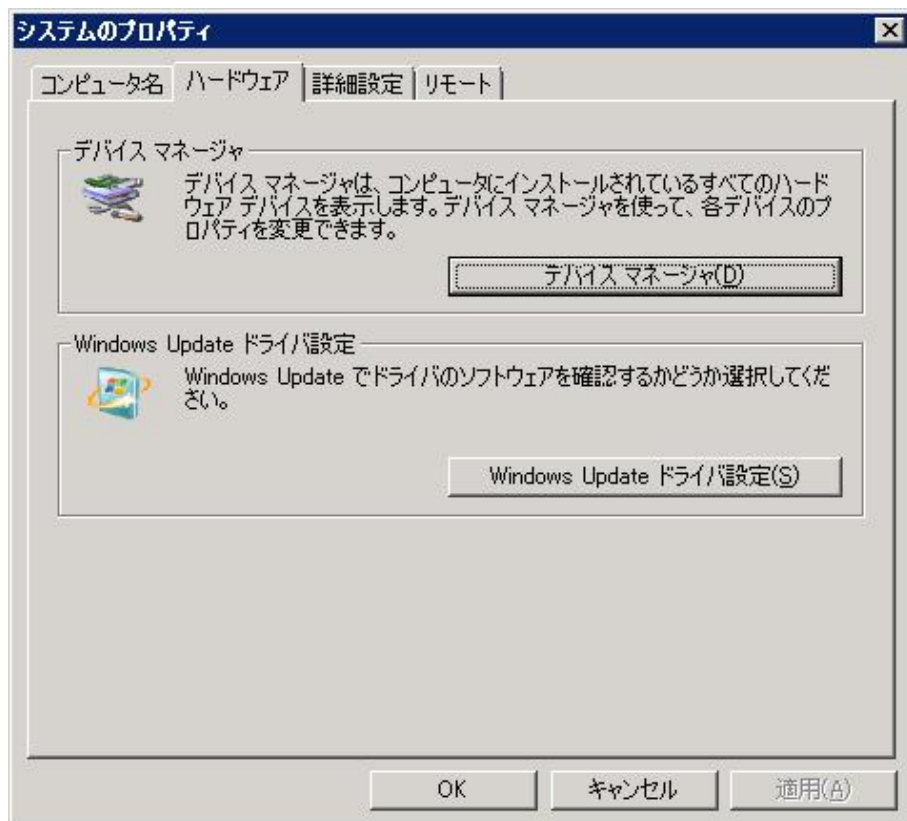 システムのプロパティ
コンピュータ名 ハードウェア 詳細設定 リモート
デバイス マネージャ
デバイス マネージャは、コンピュータにインストールされているすべてのハード
ウェア デバイスを表示します。デバイス マネージャを使って、各デバイスのプ
ロパティを変更できます。
デバイス マネージャ(D)
Windows Update ドライバ設定
Windows Update でドライバのソフトウェアを確認するかどうか選択してくだ
さい。
Windows Update ドライバ設定(S)
OK キャンセル 適用(A)